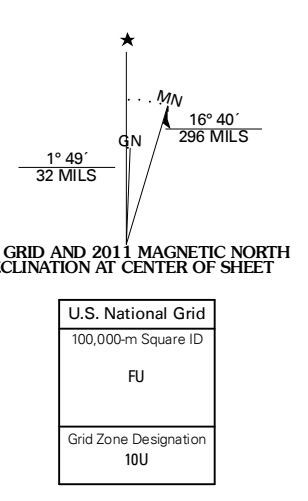 MN
16° 40´
296 MILS
GN
1° 49´
32 MILS
GRID AND 2011 MAGNETIC NORTH
CLINATION AT CENTER OF SHEET
U.S. National Grid
100,000-m Square ID
FU
Grid Zone Designation
10U